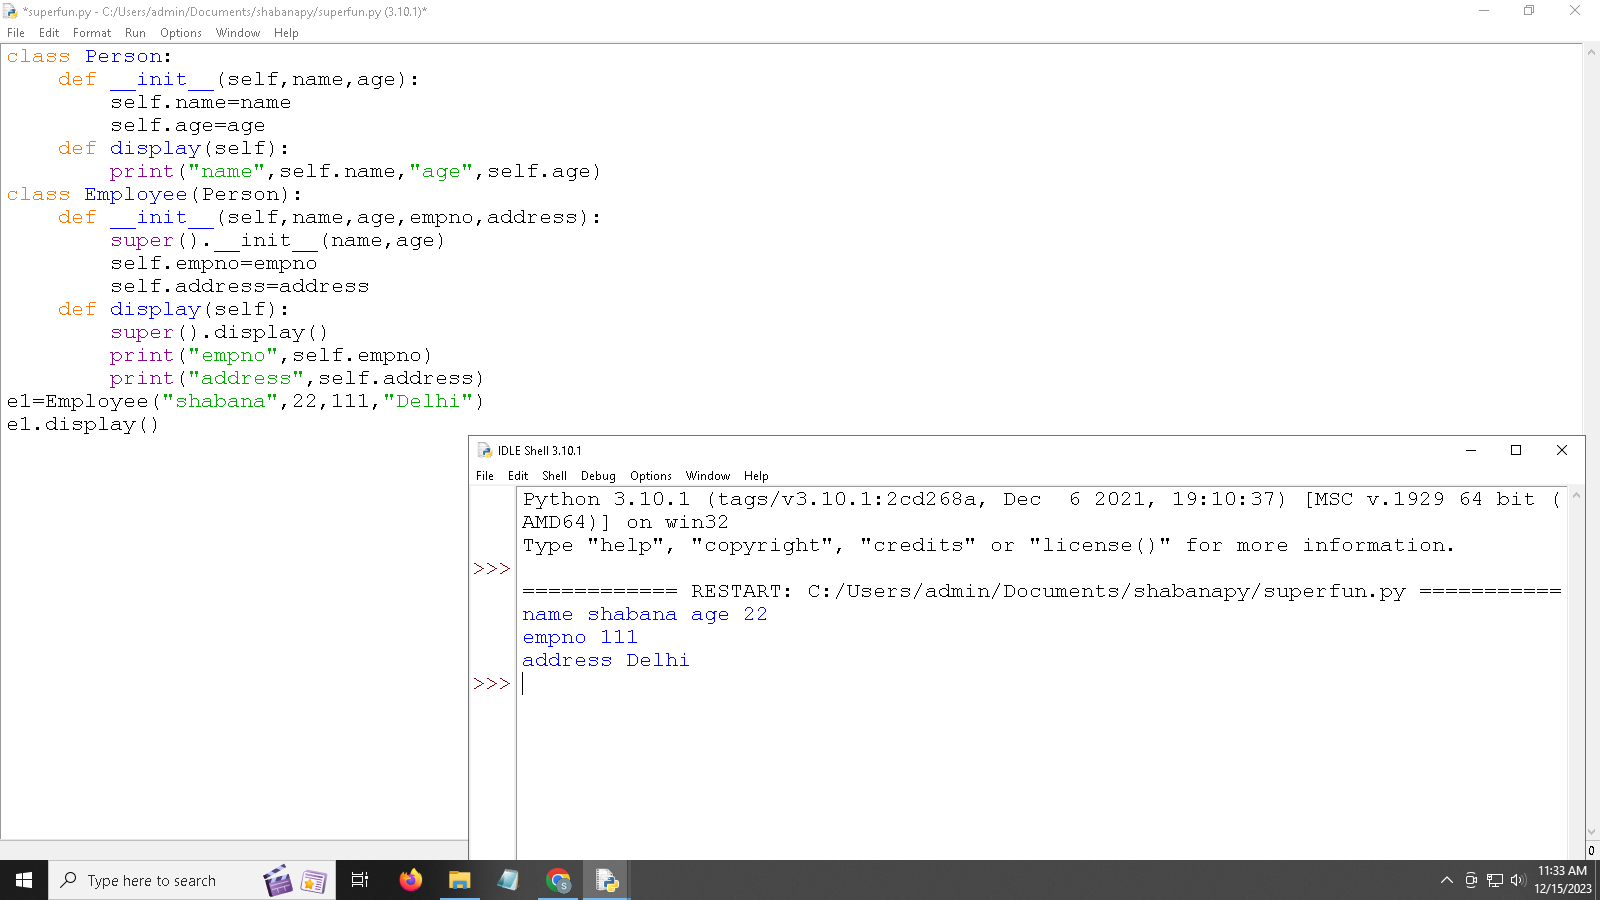 *superfun.py - C:/Users/admin/Documents/shabanapy/superfun.py (3.10.1)*
File Edit Format Run Options Window Help
class Person:
    def __init__(self,name,age):
        self.name=name
        self.age=age
    def display(self):
        print("name",self.name,"age",self.age)
class Employee(Person):
    def __init__(self,name,age,empno,address):
        super().__init__(name,age)
        self.empno=empno
        self.address=address
    def display(self):
        super().display()
        print("empno",self.empno)
        print("address",self.address)
e1=Employee("shabana",22,111,"Delhi")
e1.display()
IDLE Shell 3.10.1
File Edit Shell Debug Options Window Help
Python 3.10.1 (tags/v3.10.1:2cd268a, Dec  6 2021, 19:10:37) [MSC v.1929 64 bit (
AMD64)] on win32
Type "help", "copyright", "credits" or "license()" for more information.
>>>
============ RESTART: C:/Users/admin/Documents/shabanapy/superfun.py ===========
name shabana age 22
empno 111
address Delhi
>>>
0
Type here to search
S
11:33 AM
12/15/2023